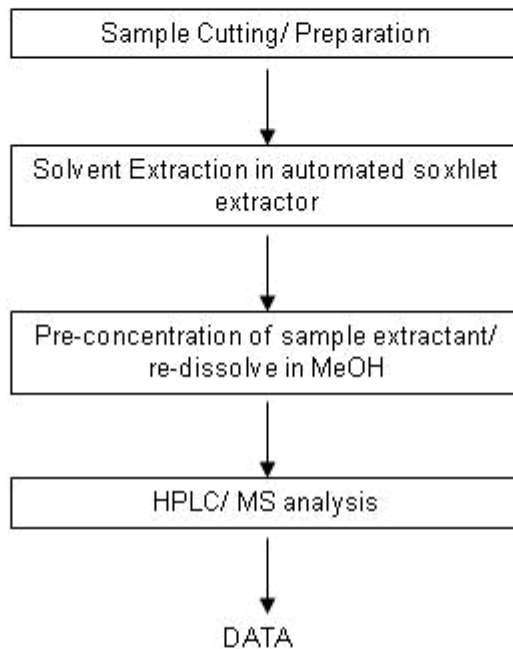 Sample Cutting/ Preparation
Solvent Extraction in automated soxhlet
extractor
Pre-concentration of sample extractant/
re-dissolve in MeOH
HPLC/ MS analysis
DATA